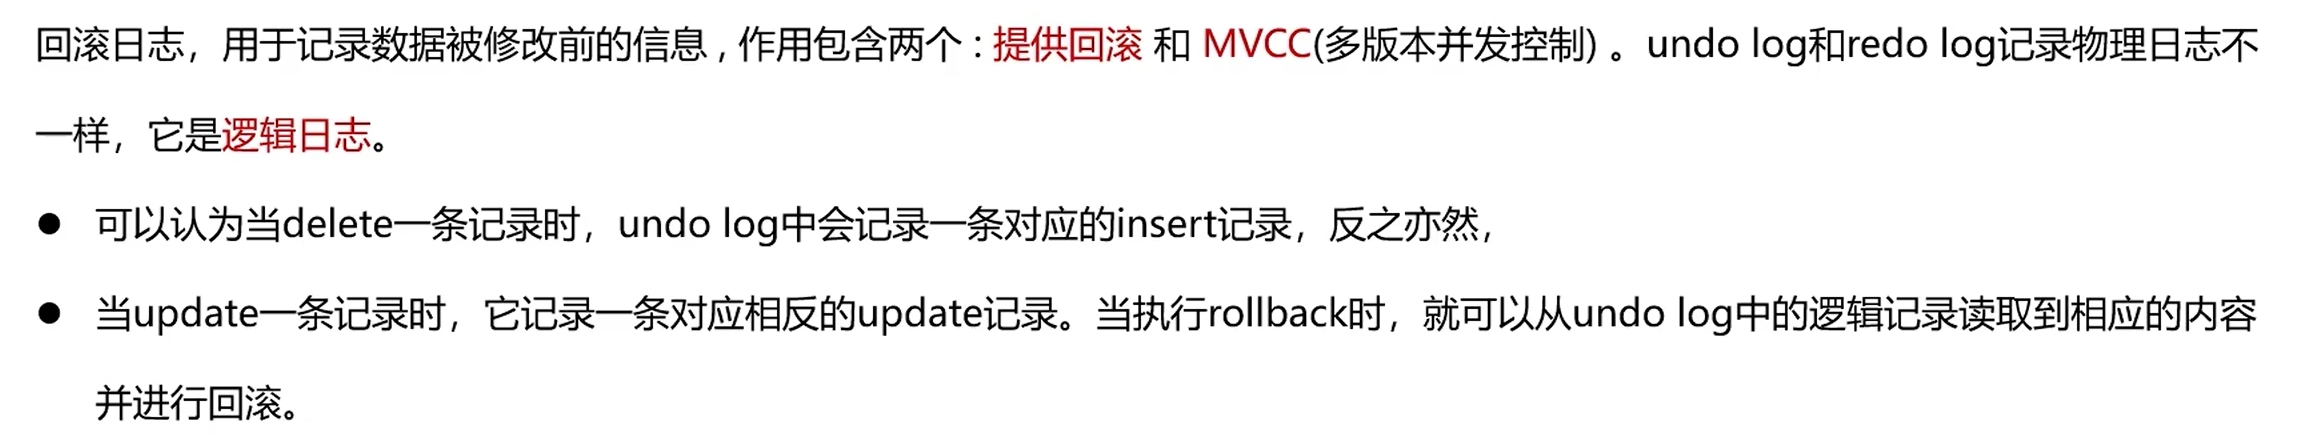 回滚日志，用于记录数据被修改前的信息 , 作用包含两个 : 提供回滚 和 MVCC(多版本并发控制) 。undo log和redo log记录物理日志不
一样，它是逻辑日志。
● 可以认为当delete一条记录时，undo log中会记录一条对应的insert记录，反之亦然，
● 当update一条记录时，它记录一条对应相反的update记录。当执行rollback时，就可以从undo log中的逻辑记录读取到相应的内容
并进行回滚。